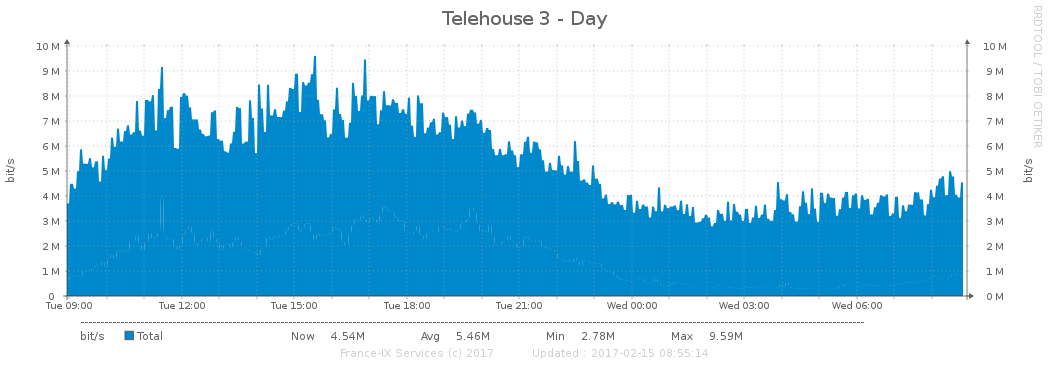 Telehouse 3 - Day
RRDTOOL / TOBI OETIKER
10 M 10 M
9 M 9 M
8 M 8 M
7 M 7 M
6 M 6 M
5 M 5 M
4 M 4 M
3 M 3 M
2 M 2 M
1 M 1 M
0 0 M
bit/s bit/s
Tue 09:00 Tue 12:00 Tue 15:00 Tue 18:00 Tue 21:00 Wed 00:00 Wed 03:00 Wed 06:00
bit/s Total Now 4.54M Avg 5.46M Min 2.78M Max 9.59M
France-IX Services (c) 2017 Updated : 2017-02-15 08:55:14